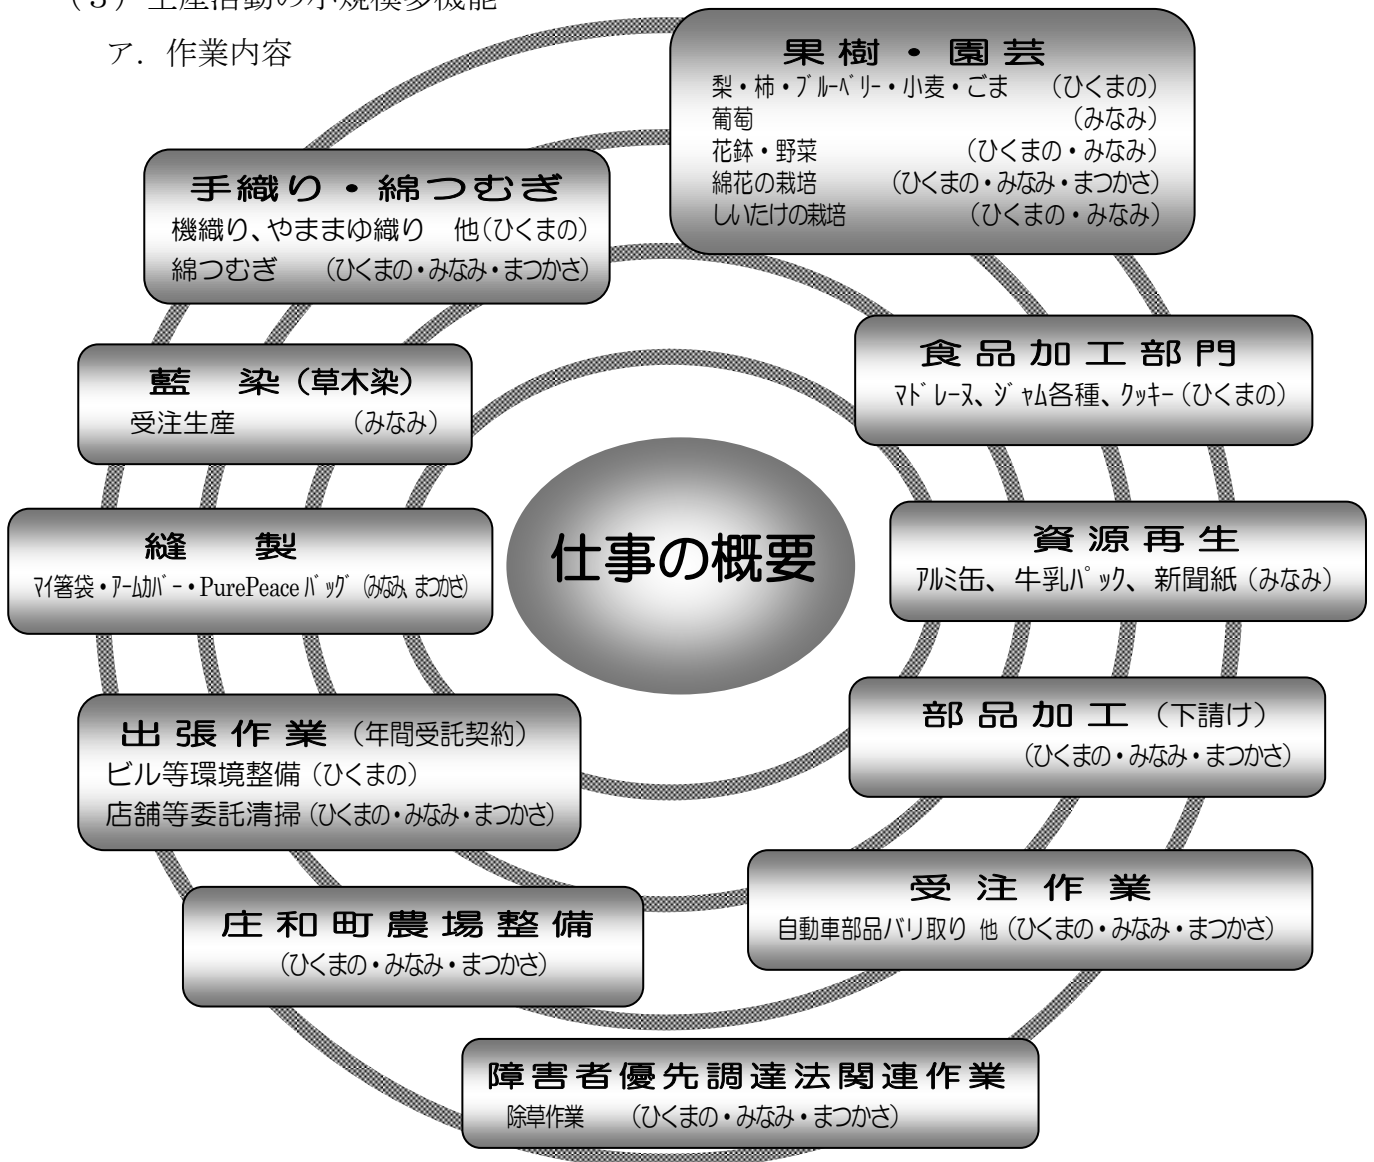 （３）生産活動の小規模多機能
ア．作業内容
果樹・園芸
梨・柿・ﾌﾞﾙｰﾍﾞﾘｰ・小麦・ごま　（ひくまの）
葡萄　（みなみ）
花鉢・野菜　（ひくまの・みなみ）
綿花の栽培　（ひくまの・みなみ・まつかさ）
しいたけの栽培　（ひくまの・みなみ）
手織り・綿つむぎ
機織り、やままゆ織り　他（ひくまの）
綿つむぎ　（ひくまの・みなみ・まつかさ）
食品加工部門
ﾏﾄﾞﾚｰﾇ、ｼﾞｬﾑ各種、ｸｯｷｰ（ひくまの）
藍　染（草木染）
受注生産　（みなみ）
仕事の概要
資源再生
ｱﾙﾐ缶、牛乳ﾊﾟｯｸ、新聞紙（みなみ）
縫　製
ﾏｲ箸袋・ｱｰﾑｶﾊﾞｰ・PurePeaceﾊﾞｯｸﾞ（みなみ、まつかさ）
部品加工（下請け）
（ひくまの・みなみ・まつかさ）
出張作業（年間受託契約）
ビル等環境整備（ひくまの）
店舗等委託清掃（ひくまの・みなみ・まつかさ）
受注作業
自動車部品バリ取り 他（ひくまの・みなみ・まつかさ）
庄和町農場整備
（ひくまの・みなみ・まつかさ）
障害者優先調達法関連作業
除草作業　（ひくまの・みなみ・まつかさ）